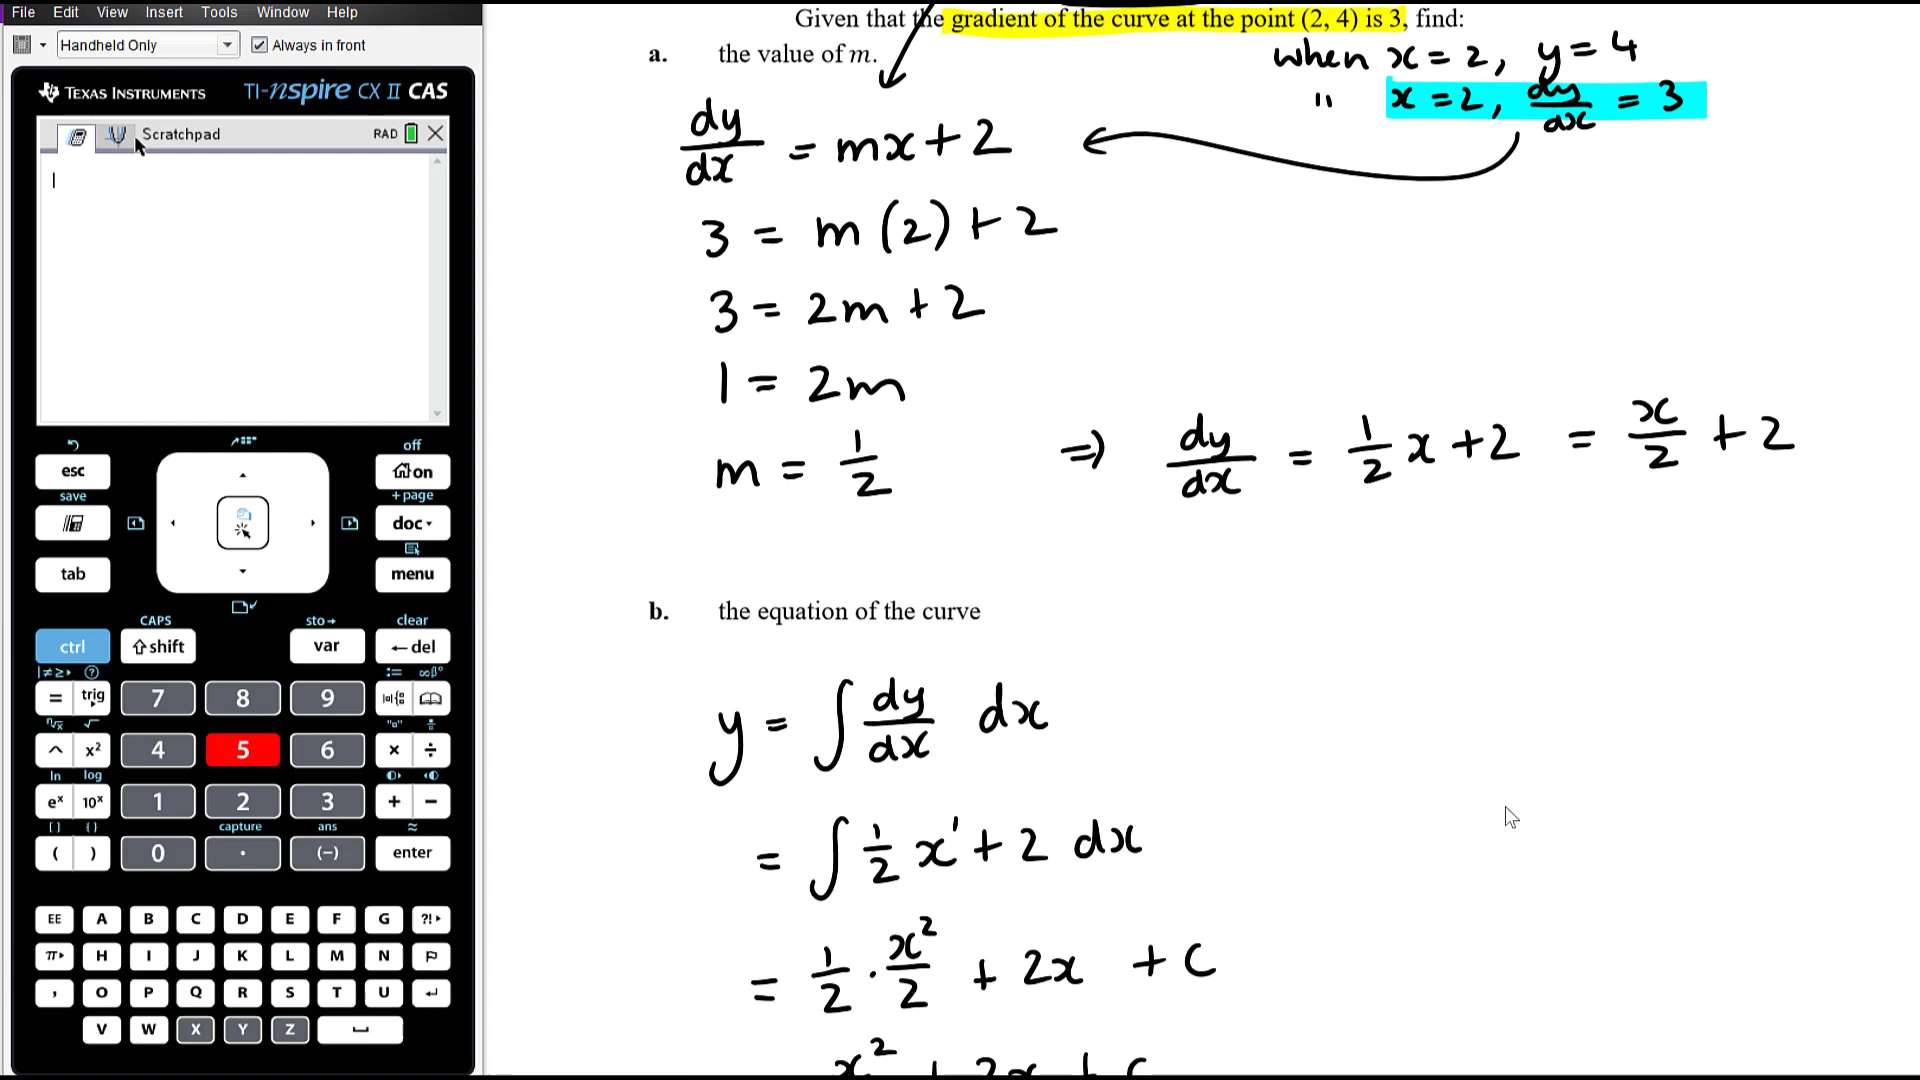 File Edit View Insert Tools Window Help
Handheld Only Always in front
TEXAS INSTRUMENTS TI-nspire CX II CAS
Scratchpad RAD
esc off on
save + page
doc
tab menu
CAPS sto→ clear
ctrl shift var ←del
= trig 7 8 9
^ x² 4 5 6 × ÷
ln log
eˣ 10ˣ 1 2 3 + −
[ ] { } capture ans ≈
( ) 0 . (−) enter
EE A B C D E F G ?!
π H I J K L M N
, O P Q R S T U
V W X Y Z
Given that the gradient of the curve at the point (2, 4) is 3, find:
a. the value of m.
when x = 2, y = 4
" x = 2, dy/dx = 3
dy/dx = mx + 2
3 = m (2) + 2
3 = 2m + 2
1 = 2m
m = 1/2 ⇒ dy/dx = 1/2 x + 2 = x/2 + 2
b. the equation of the curve
y = ∫ dy/dx dx
= ∫ 1/2 x¹ + 2 dx
= 1/2 · x²/2 + 2x + c